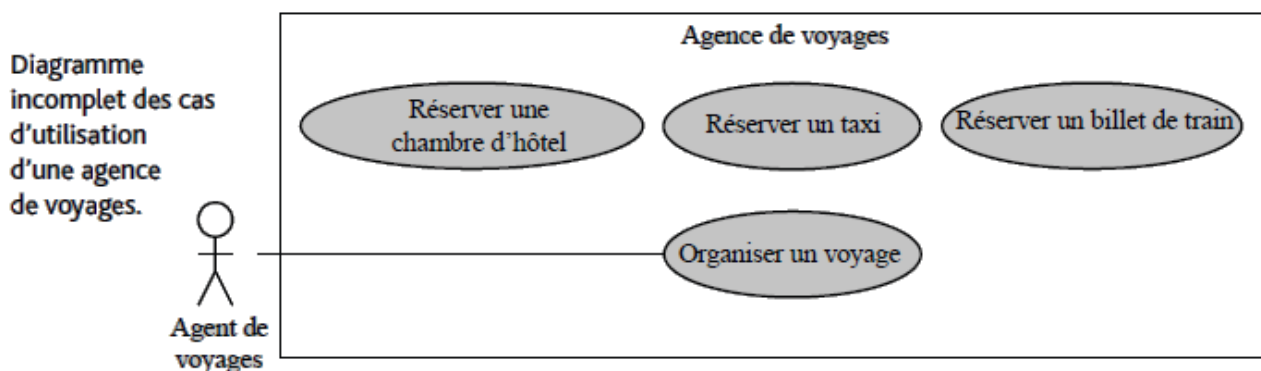 Diagramme
incomplet des cas
d'utilisation
d'une agence
de voyages.
Agence de voyages
Réserver une
chambre d'hôtel
Réserver un taxi
Réserver un billet de train
Organiser un voyage
Agent de
voyages